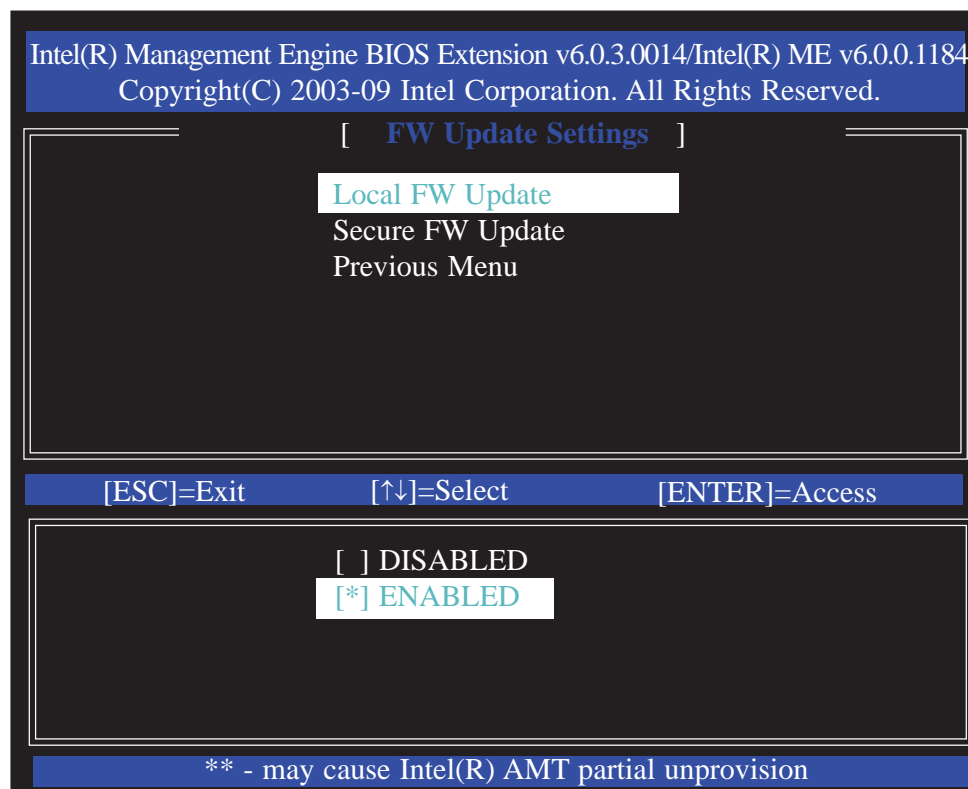 Intel(R) Management Engine BIOS Extension v6.0.3.0014/Intel(R) ME v6.0.0.1184
Copyright(C) 2003-09 Intel Corporation. All Rights Reserved.
[ FW Update Settings ]
Local FW Update
Secure FW Update
Previous Menu
[ESC]=Exit [↑↓]=Select [ENTER]=Access
[ ] DISABLED
[*] ENABLED
** - may cause Intel(R) AMT partial unprovision